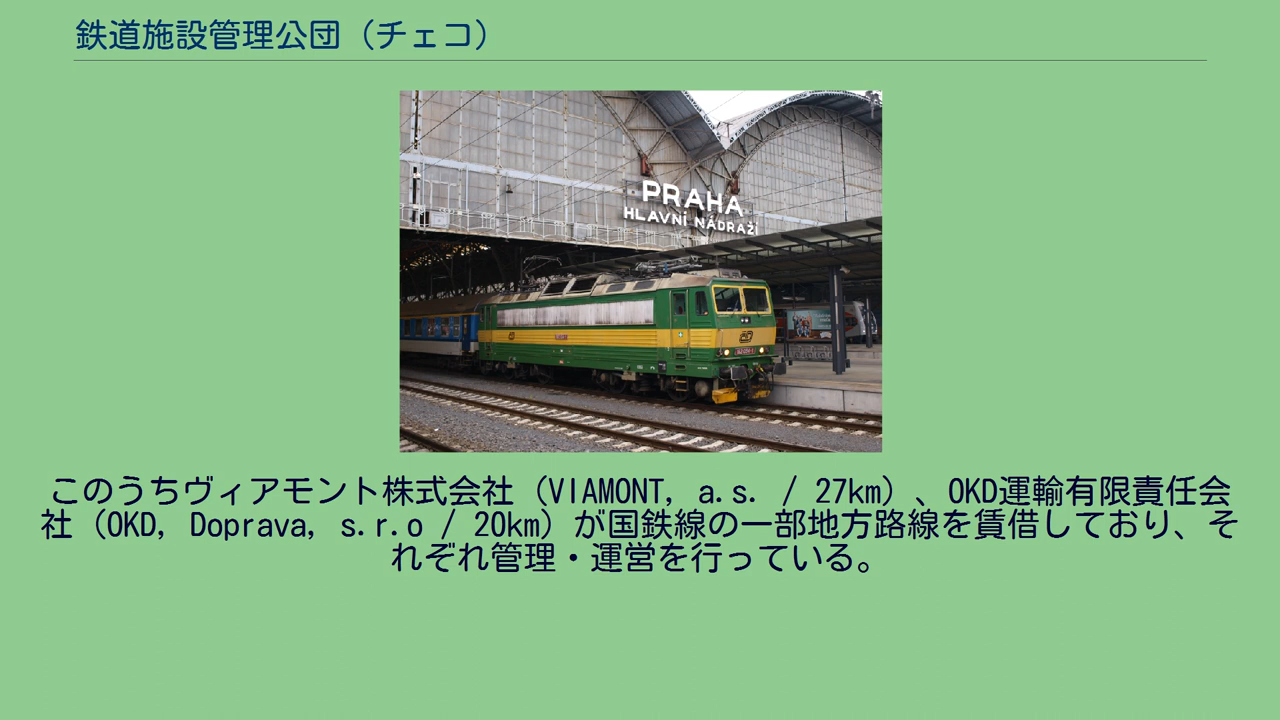 鉄道施設管理公団（チェコ）
PRAHA
HLAVNÍ NÁDRAŽÍ
このうちヴィアモント株式会社（VIAMONT, a.s. / 27km）、OKD運輸有限責任会
社（OKD, Doprava, s.r.o / 20km）が国鉄線の一部地方路線を賃借しており、そ
れぞれ管理・運営を行っている。